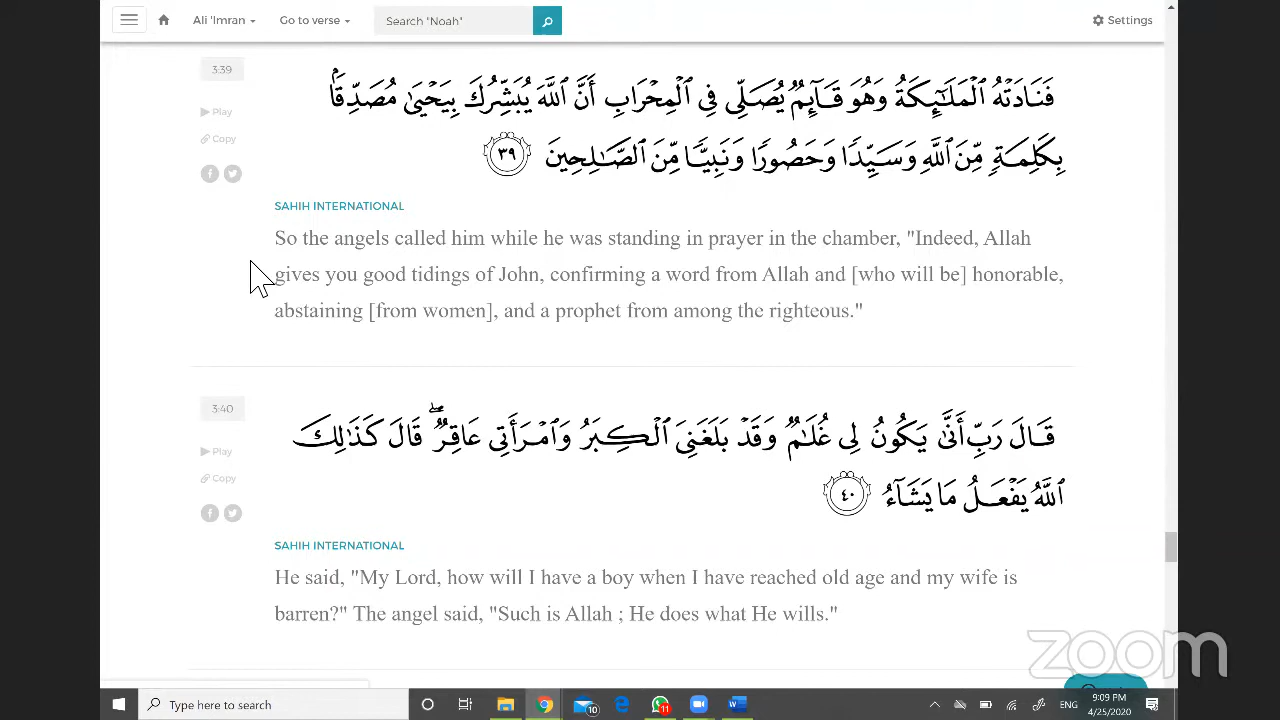 Ali 'Imran
Go to verse
Search "Noah"
Settings
3:39
فَنَادَتْهُ ٱلْمَلَـٰٓئِكَةُ وَهُوَ قَآئِمٌ يُصَلِّى فِى ٱلْمِحْرَابِ أَنَّ ٱللَّهَ يُبَشِّرُكَ بِيَحْيَىٰ مُصَدِّقًۢا
Play
Copy
بِكَلِمَةٍ مِّنَ ٱللَّهِ وَسَيِّدًا وَحَصُورًا وَنَبِيًّا مِّنَ ٱلصَّـٰلِحِينَ ٣٩
SAHIH INTERNATIONAL
So the angels called him while he was standing in prayer in the chamber, "Indeed, Allah
gives you good tidings of John, confirming a word from Allah and [who will be] honorable,
abstaining [from women], and a prophet from among the righteous."
3:40
قَالَ رَبِّ أَنَّىٰ يَكُونُ لِى غُلَـٰمٌ وَقَدْ بَلَغَنِىَ ٱلْكِبَرُ وَٱمْرَأَتِى عَاقِرٌ ۖ قَالَ كَذَٰلِكَ
Play
Copy
ٱللَّهُ يَفْعَلُ مَا يَشَآءُ ٤٠
SAHIH INTERNATIONAL
He said, "My Lord, how will I have a boy when I have reached old age and my wife is
barren?" The angel said, "Such is Allah ; He does what He wills."
zoom
Type here to search
10
11
ENG
9:09 PM
4/25/2020